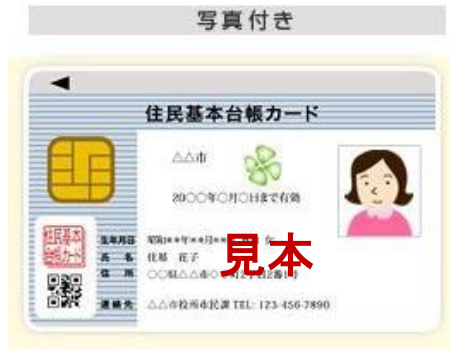 写真付き
住民基本台帳カード
△△市
20○○年○月○日まで有効
住民基本
台帳カード
生年月日 昭和**年**月**
氏名 住基 花子
住所 ○○県△△市○
見本
連絡先 △△市役所市民課 TEL: 123-456-7890